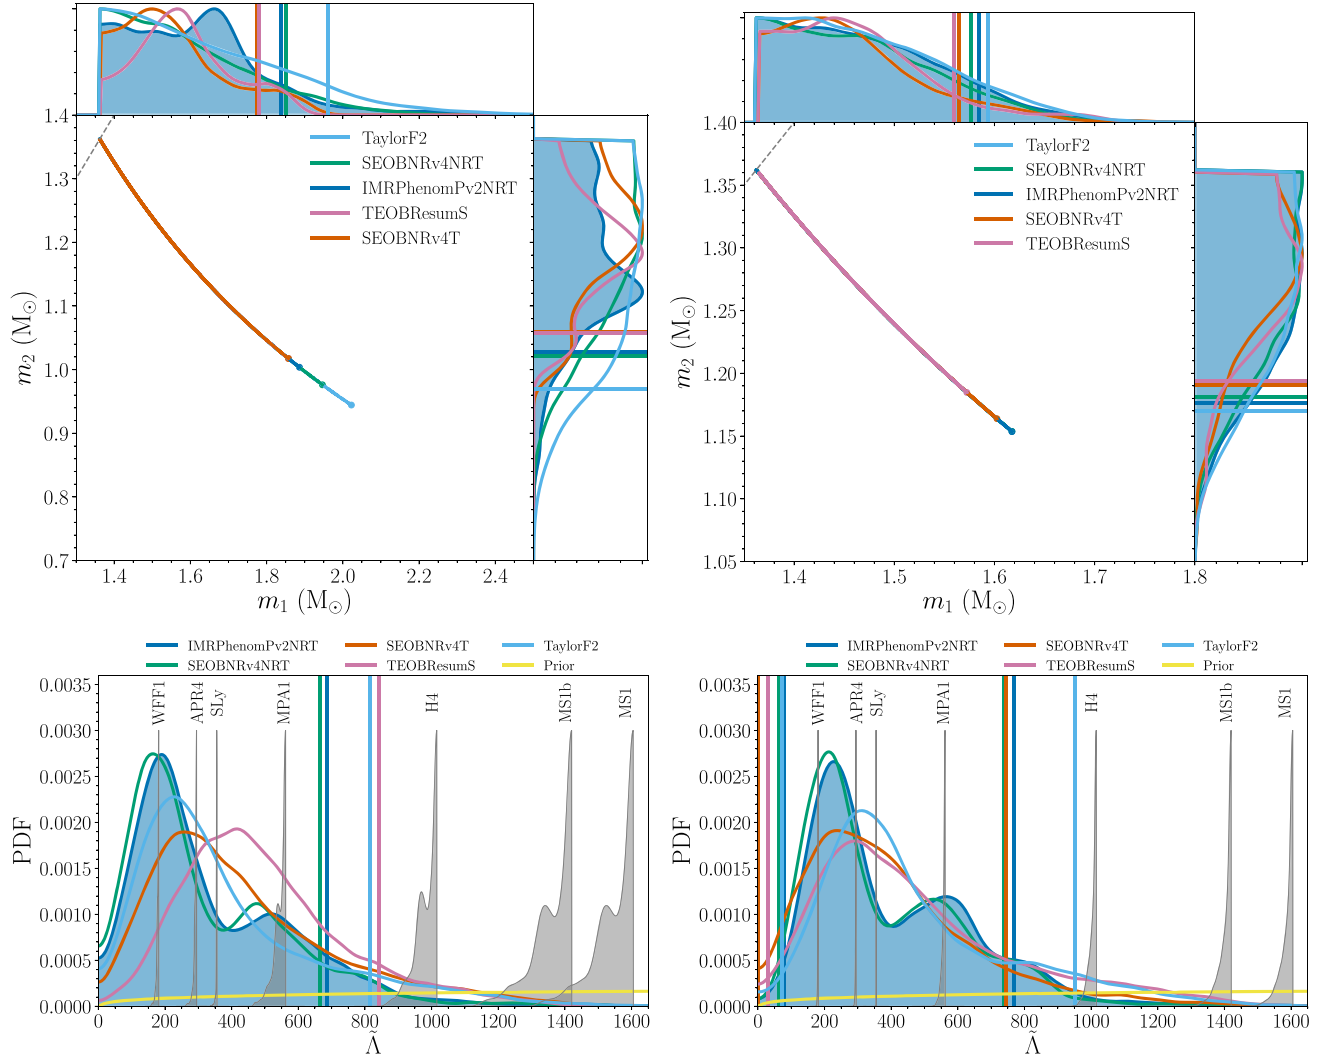 TaylorF2
SEOBNRv4NRT
IMRPhenomPv2NRT
TEOBResumS
SEOBNRv4T
1.4
1.3
1.2
1.1
1.0
0.9
0.8
0.7
m2 (M⊙)
1.4 1.6 1.8 2.0 2.2 2.4
m1 (M⊙)
TaylorF2
SEOBNRv4NRT
IMRPhenomPv2NRT
SEOBNRv4T
TEOBResumS
1.40
1.35
1.30
1.25
1.20
1.15
1.10
1.05
m2 (M⊙)
1.4 1.5 1.6 1.7 1.8
m1 (M⊙)
IMRPhenomPv2NRT SEOBNRv4T TaylorF2
SEOBNRv4NRT TEOBResumS Prior
WFF1 APR4 SLy MPA1 H4 MS1b MS1
0.0035
0.0030
0.0025
0.0020
0.0015
0.0010
0.0005
0.0000
PDF
0 200 400 600 800 1000 1200 1400 1600
Λ̃
IMRPhenomPv2NRT SEOBNRv4T TaylorF2
SEOBNRv4NRT TEOBResumS Prior
WFF1 APR4 SLy MPA1 H4 MS1b MS1
0.0035
0.0030
0.0025
0.0020
0.0015
0.0010
0.0005
0.0000
PDF
0 200 400 600 800 1000 1200 1400 1600
Λ̃